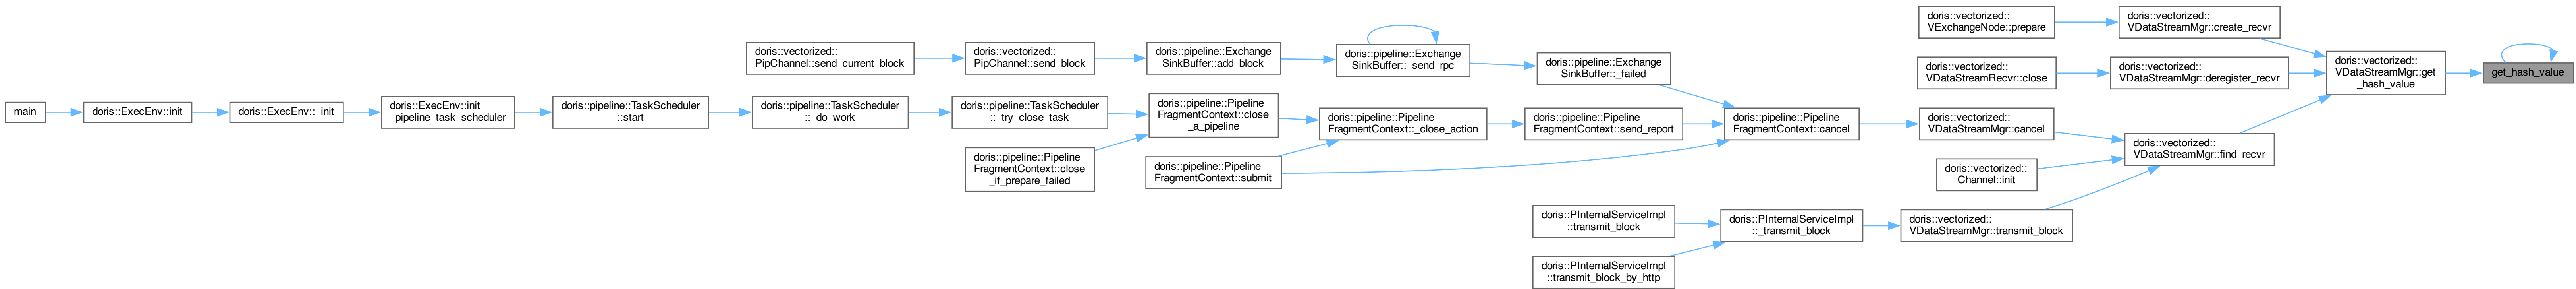 doris::vectorized::
VExchangeNode::prepare
doris::vectorized::
VDataStreamMgr::create_recvr
doris::vectorized::
PipChannel::send_current_block
doris::vectorized::
PipChannel::send_block
doris::pipeline::Exchange
SinkBuffer::add_block
doris::pipeline::Exchange
SinkBuffer::_send_rpc
doris::pipeline::Exchange
SinkBuffer::_failed
doris::vectorized::
VDataStreamRecvr::close
doris::vectorized::
VDataStreamMgr::deregister_recvr
doris::vectorized::
VDataStreamMgr::get
_hash_value
get_hash_value
main
doris::ExecEnv::init
doris::ExecEnv::_init
doris::ExecEnv::init
_pipeline_task_scheduler
doris::pipeline::TaskScheduler
::start
doris::pipeline::TaskScheduler
::_do_work
doris::pipeline::TaskScheduler
::_try_close_task
doris::pipeline::Pipeline
FragmentContext::close
_a_pipeline
doris::pipeline::Pipeline
FragmentContext::_close_action
doris::pipeline::Pipeline
FragmentContext::send_report
doris::pipeline::Pipeline
FragmentContext::cancel
doris::vectorized::
VDataStreamMgr::cancel
doris::vectorized::
VDataStreamMgr::find_recvr
doris::pipeline::Pipeline
FragmentContext::close
_if_prepare_failed
doris::pipeline::Pipeline
FragmentContext::submit
doris::vectorized::
Channel::init
doris::PInternalServiceImpl
::transmit_block
doris::PInternalServiceImpl
::_transmit_block
doris::vectorized::
VDataStreamMgr::transmit_block
doris::PInternalServiceImpl
::transmit_block_by_http